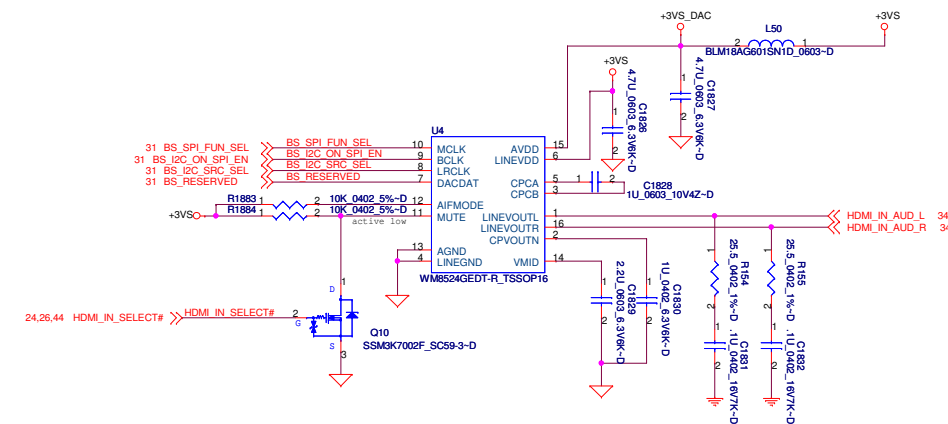 +3VS_DAC
+3VS
L50
2 1
BLM18AG601SN1D_0603~D
+3VS
1
2
4.7U_0603_6.3V6K~D
C1826
1
2
4.7U_0603_6.3V6K~D
C1827
U4
31 BS_SPI_FUN_SEL BS_SPI_FUN_SEL 10 MCLK AVDD 15
31 BS_I2C_ON_SPI_EN BS_I2C_ON_SPI_EN 9 BCLK LINEVDD 6
31 BS_I2C_SRC_SEL BS_I2C_SRC_SEL 8 LRCLK
31 BS_RESERVED BS_RESERVED 7 DACDAT CPCA 5 1 2
CPCB 3 C1828
1U_0603_10V4Z~D
R1883 10K_0402_5%~D 12 AIFMODE
+3VS R1884 10K_0402_5%~D 11 MUTE LINEVOUTL 1 HDMI_IN_AUD_L 34
active low LINEVOUTR 16 HDMI_IN_AUD_R 34
CPVOUTN 2
13 AGND
4 LINEGND VMID 14
WM8524GEDT-R_TSSOP16
1
2
2.2U_0603_6.3V6K~D
C1829
1
2
1U_0402_6.3V6K~D
C1830
1
2
25.5_0402_1%~D
R154
1
2
25.5_0402_1%~D
R155
1
2
.1U_0402_16V7K~D
C1831
1
2
.1U_0402_16V7K~D
C1832
24,26,44 HDMI_IN_SELECT# HDMI_IN_SELECT# 2
1
D
G
S
3
Q10
SSM3K7002F_SC59-3~D